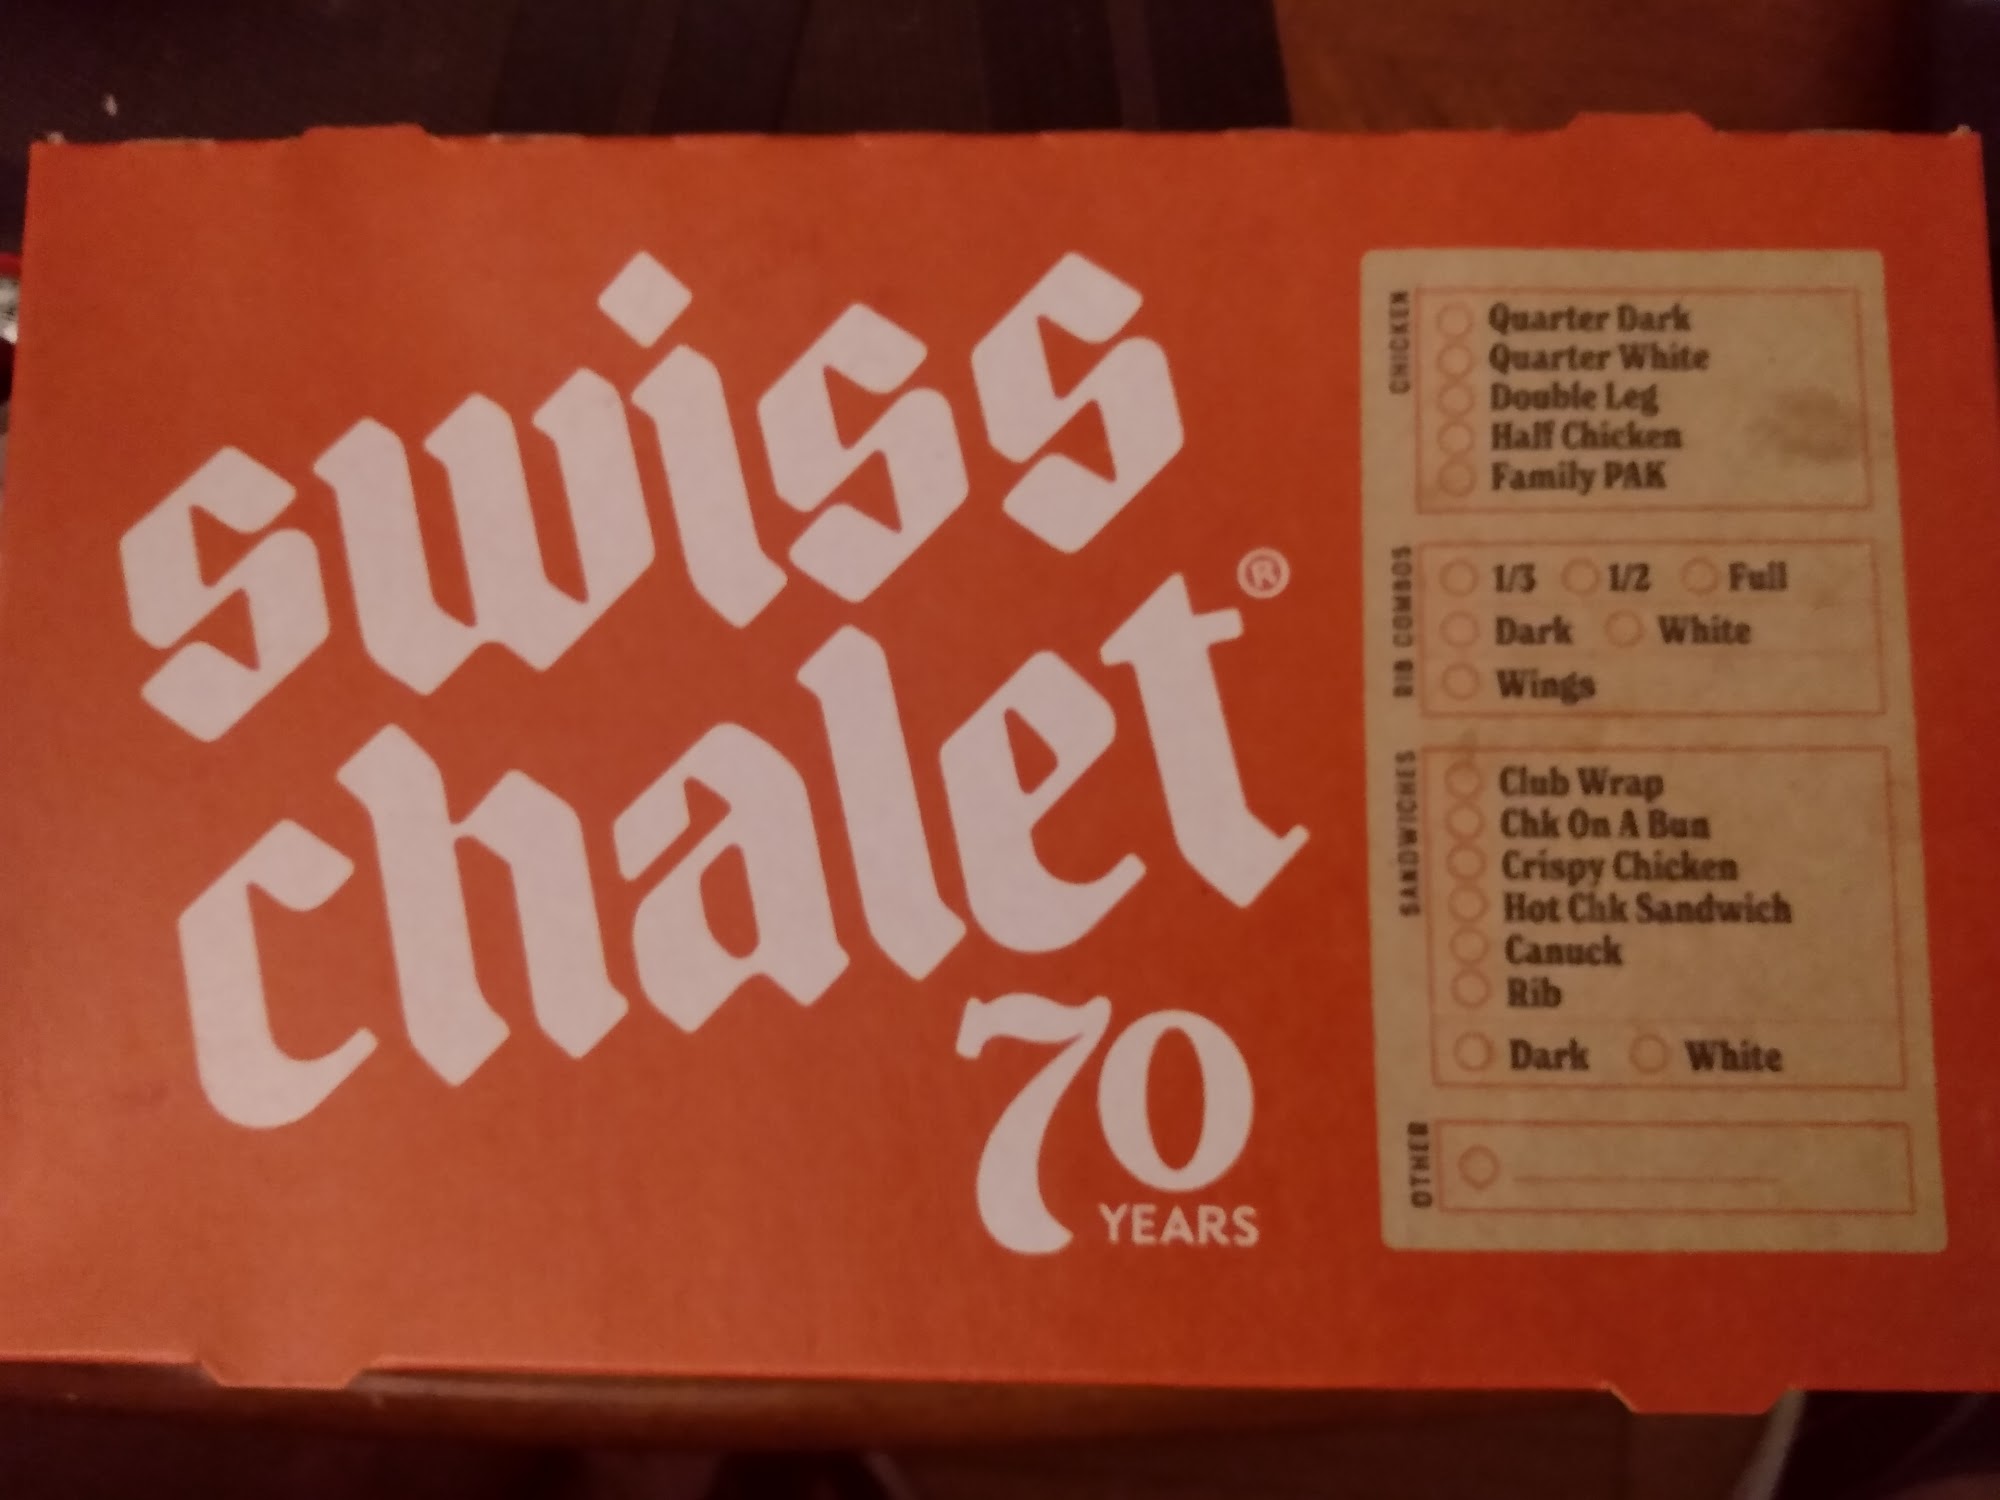 swiss
chalet®
70
YEARS
CHICKEN
Quarter Dark
Quarter White
Double Leg
Half Chicken
Family PAK
RIB COMBOS
1/3 1/2 Full
Dark White
Wings
SANDWICHES
Club Wrap
Chk On A Bun
Crispy Chicken
Hot Chk Sandwich
Canuck
Rib
Dark White
OTHER